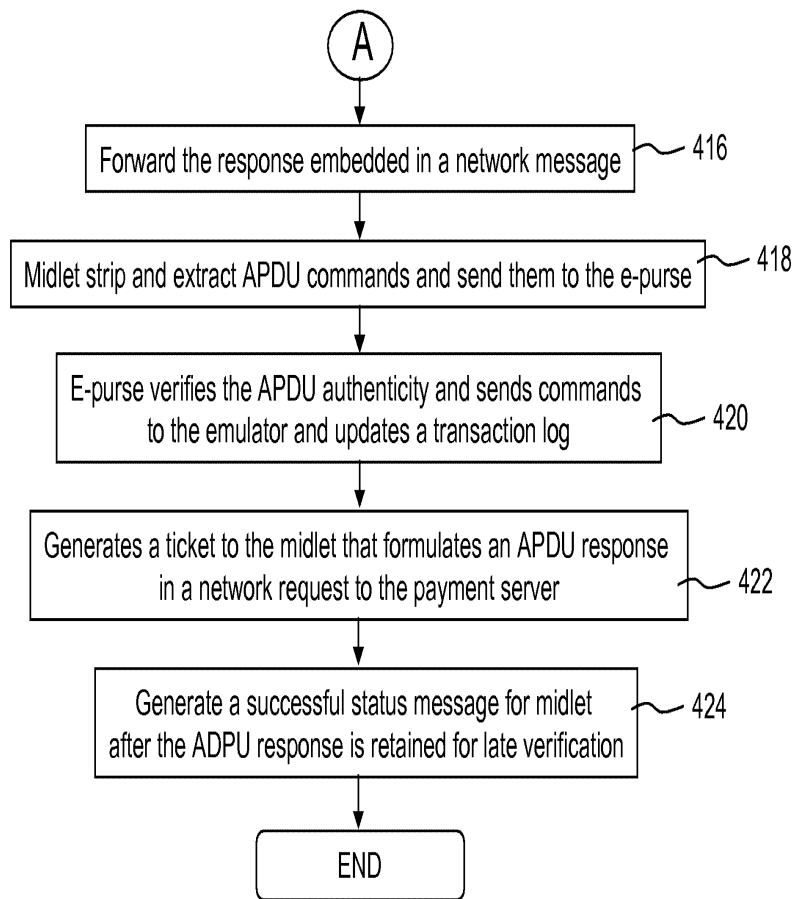 A
Forward the response embedded in a network message
416
Midlet strip and extract APDU commands and send them to the e-purse
418
E-purse verifies the APDU authenticity and sends commands
to the emulator and updates a transaction log
420
Generates a ticket to the midlet that formulates an APDU response
in a network request to the payment server
422
Generate a successful status message for midlet
after the ADPU response is retained for late verification
424
END